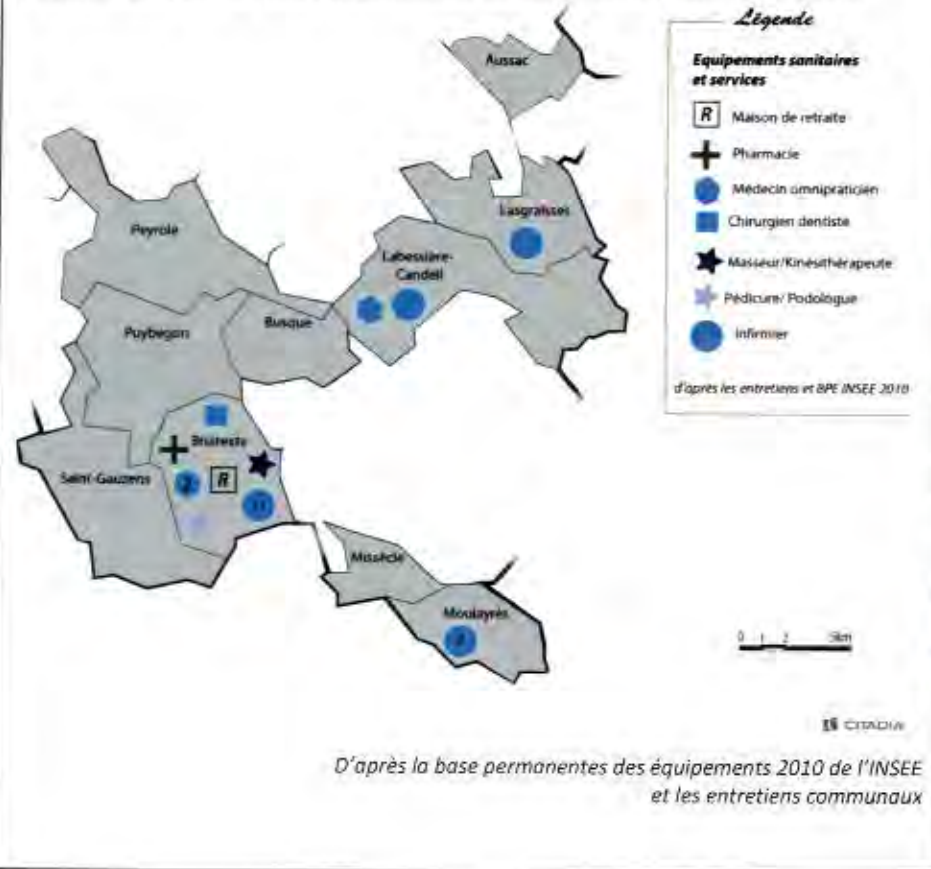 Légende
Equipements sanitaires
et services
R Maison de retraite
Pharmacie
Médecin omnipraticien
Chirurgien dentiste
Masseur/Kinésithérapeute
Pédicure/ Podologue
Infirmier
d'après les entretiens et BPE INSEE 2010
Aussac
Peyrole
Lasgraisses
Labessière-
Candeil
Puybegon
Busque
Briatexte
Saint-Gauzens
2
R
11
Missècle
Moulayrès
0 1 2 5km
CITADIA
D'après la base permanentes des équipements 2010 de l'INSEE
et les entretiens communaux